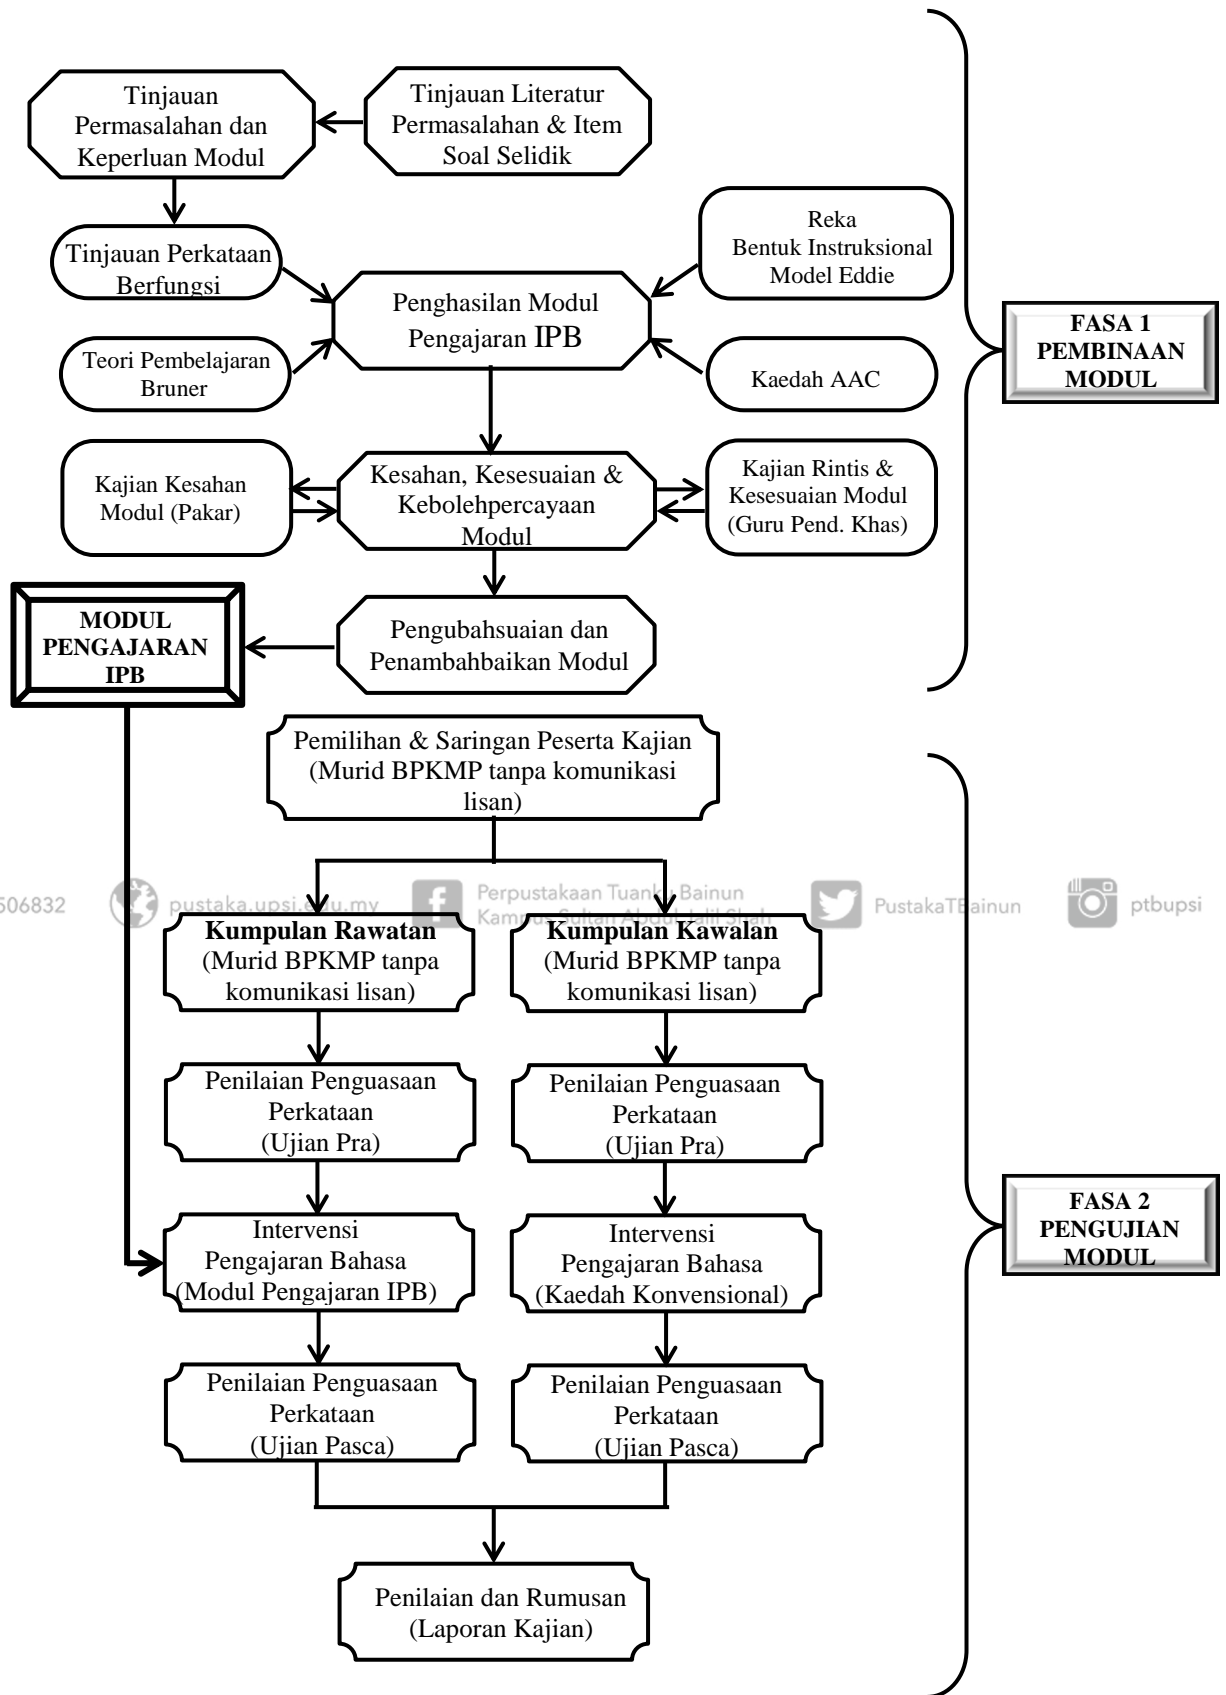 Tinjauan
Permasalahan dan
Keperluan Modul
Tinjauan Literatur
Permasalahan & Item
Soal Selidik
Tinjauan Perkataan
Berfungsi
Reka
Bentuk Instruksional
Model Eddie
Penghasilan Modul
Pengajaran IPB
Teori Pembelajaran
Bruner
Kaedah AAC
FASA 1
PEMBINAAN
MODUL
Kajian Kesahan
Modul (Pakar)
Kesahan, Kesesuaian &
Kebolehpercayaan
Modul
Kajian Rintis &
Kesesuaian Modul
(Guru Pend. Khas)
MODUL
PENGAJARAN
IPB
Pengubahsuaian dan
Penambahbaikan Modul
Pemilihan & Saringan Peserta Kajian
(Murid BPKMP tanpa komunikasi
lisan)
506832
pustaka.upsi.edu.my
Perpustakaan Tuanku Bainun
Kampus Sultan Abdul Jalil Shah
PustakaTBainun
ptbupsi
Kumpulan Rawatan
(Murid BPKMP tanpa
komunikasi lisan)
Kumpulan Kawalan
(Murid BPKMP tanpa
komunikasi lisan)
Penilaian Penguasaan
Perkataan
(Ujian Pra)
Penilaian Penguasaan
Perkataan
(Ujian Pra)
Intervensi
Pengajaran Bahasa
(Modul Pengajaran IPB)
Intervensi
Pengajaran Bahasa
(Kaedah Konvensional)
FASA 2
PENGUJIAN
MODUL
Penilaian Penguasaan
Perkataan
(Ujian Pasca)
Penilaian Penguasaan
Perkataan
(Ujian Pasca)
Penilaian dan Rumusan
(Laporan Kajian)